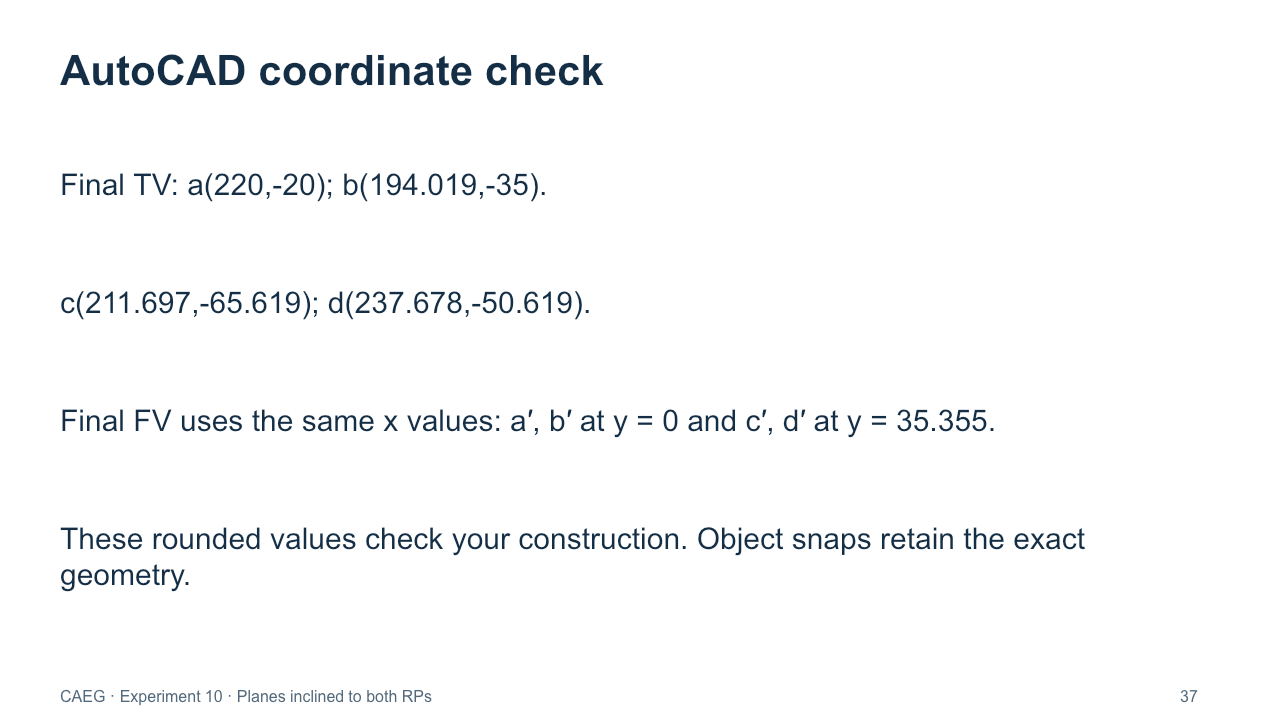 AutoCAD coordinate check
Final TV: a(220,-20); b(194.019,-35).
c(211.697,-65.619); d(237.678,-50.619).
Final FV uses the same x values: a′, b′ at y = 0 and c′, d′ at y = 35.355.
These rounded values check your construction. Object snaps retain the exact
geometry.
CAEG · Experiment 10 · Planes inclined to both RPs
37